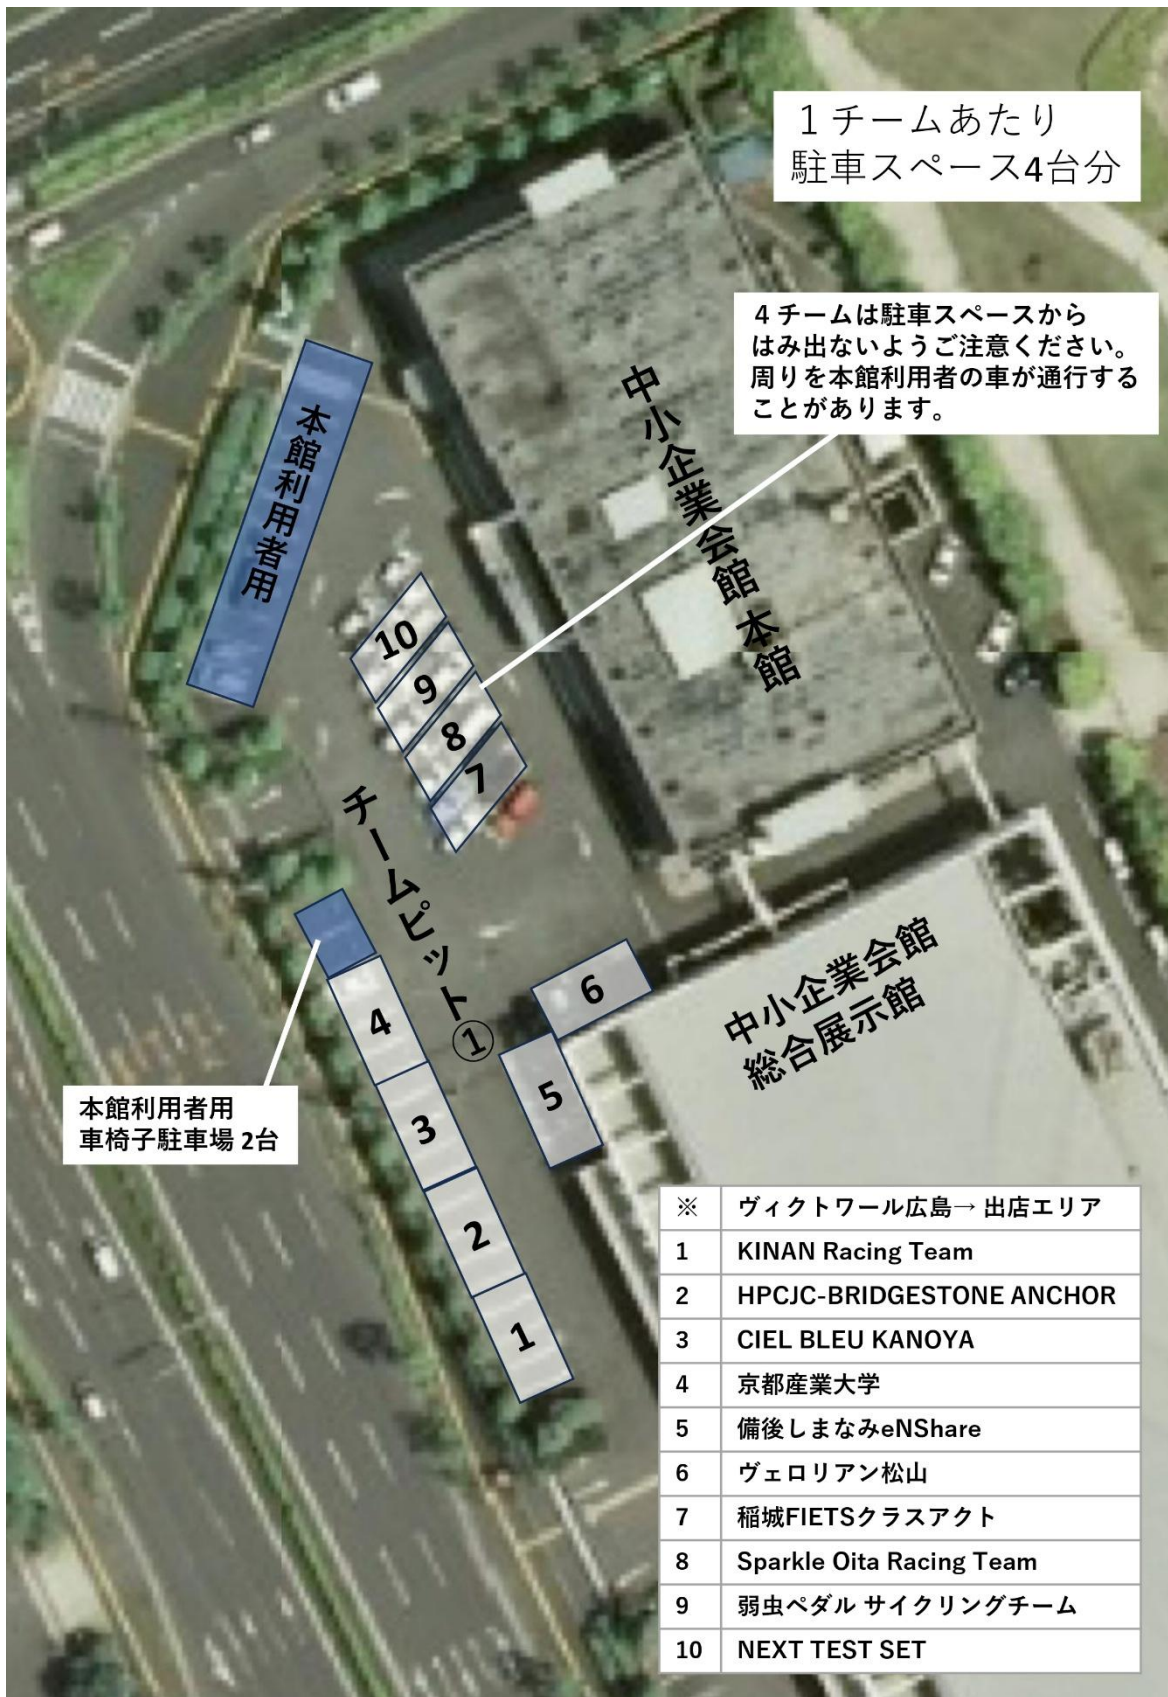 １チームあたり
駐車スペース4台分
４チームは駐車スペースから
はみ出ないようご注意ください。
周りを本館利用者の車が通行する
ことがあります。
本館利用者用
中小企業会館 本館
10
9
8
7
チームピット①
6
5
4
3
2
1
中小企業会館
総合展示館
本館利用者用
車椅子駐車場 2台
※ ヴィクトワール広島→ 出店エリア
1 KINAN Racing Team
2 HPCJC-BRIDGESTONE ANCHOR
3 CIEL BLEU KANOYA
4 京都産業大学
5 備後しまなみeNShare
6 ヴェロリアン松山
7 稲城FIETSクラスアクト
8 Sparkle Oita Racing Team
9 弱虫ペダル サイクリングチーム
10 NEXT TEST SET